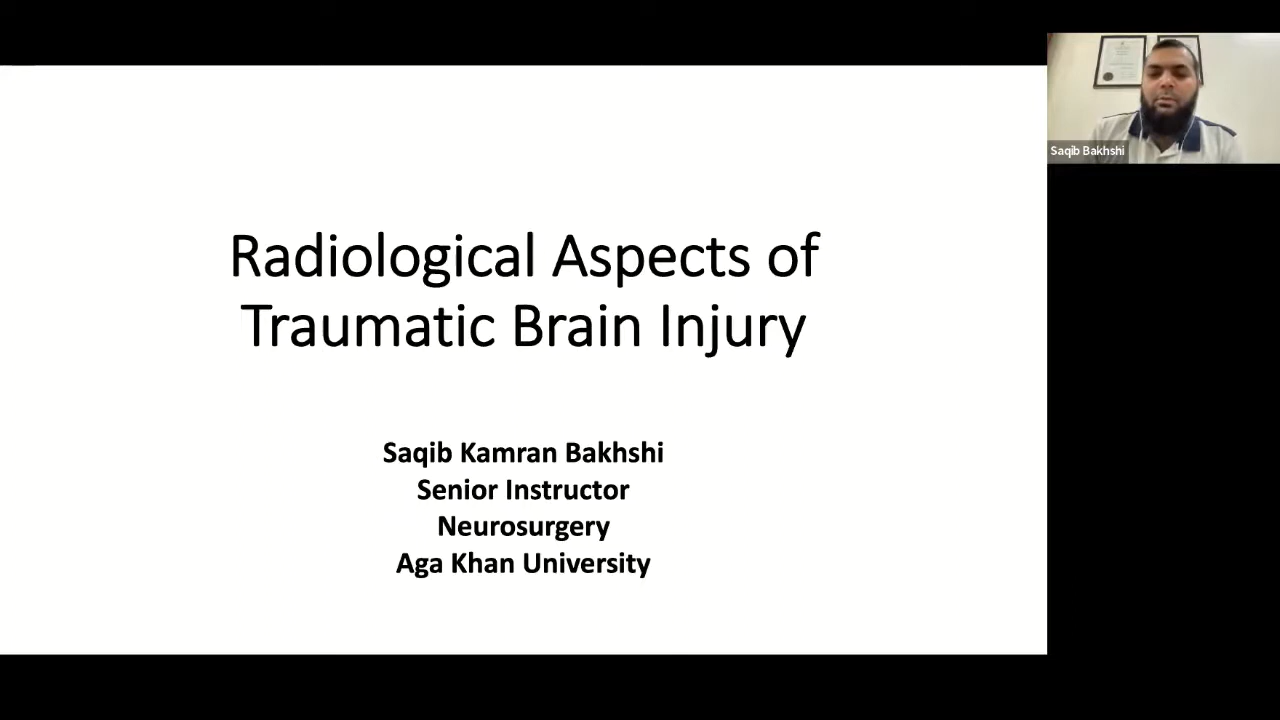 Radiological Aspects of
Traumatic Brain Injury
Saqib Kamran Bakhshi
Senior Instructor
Neurosurgery
Aga Khan University
Saqib Bakhshi